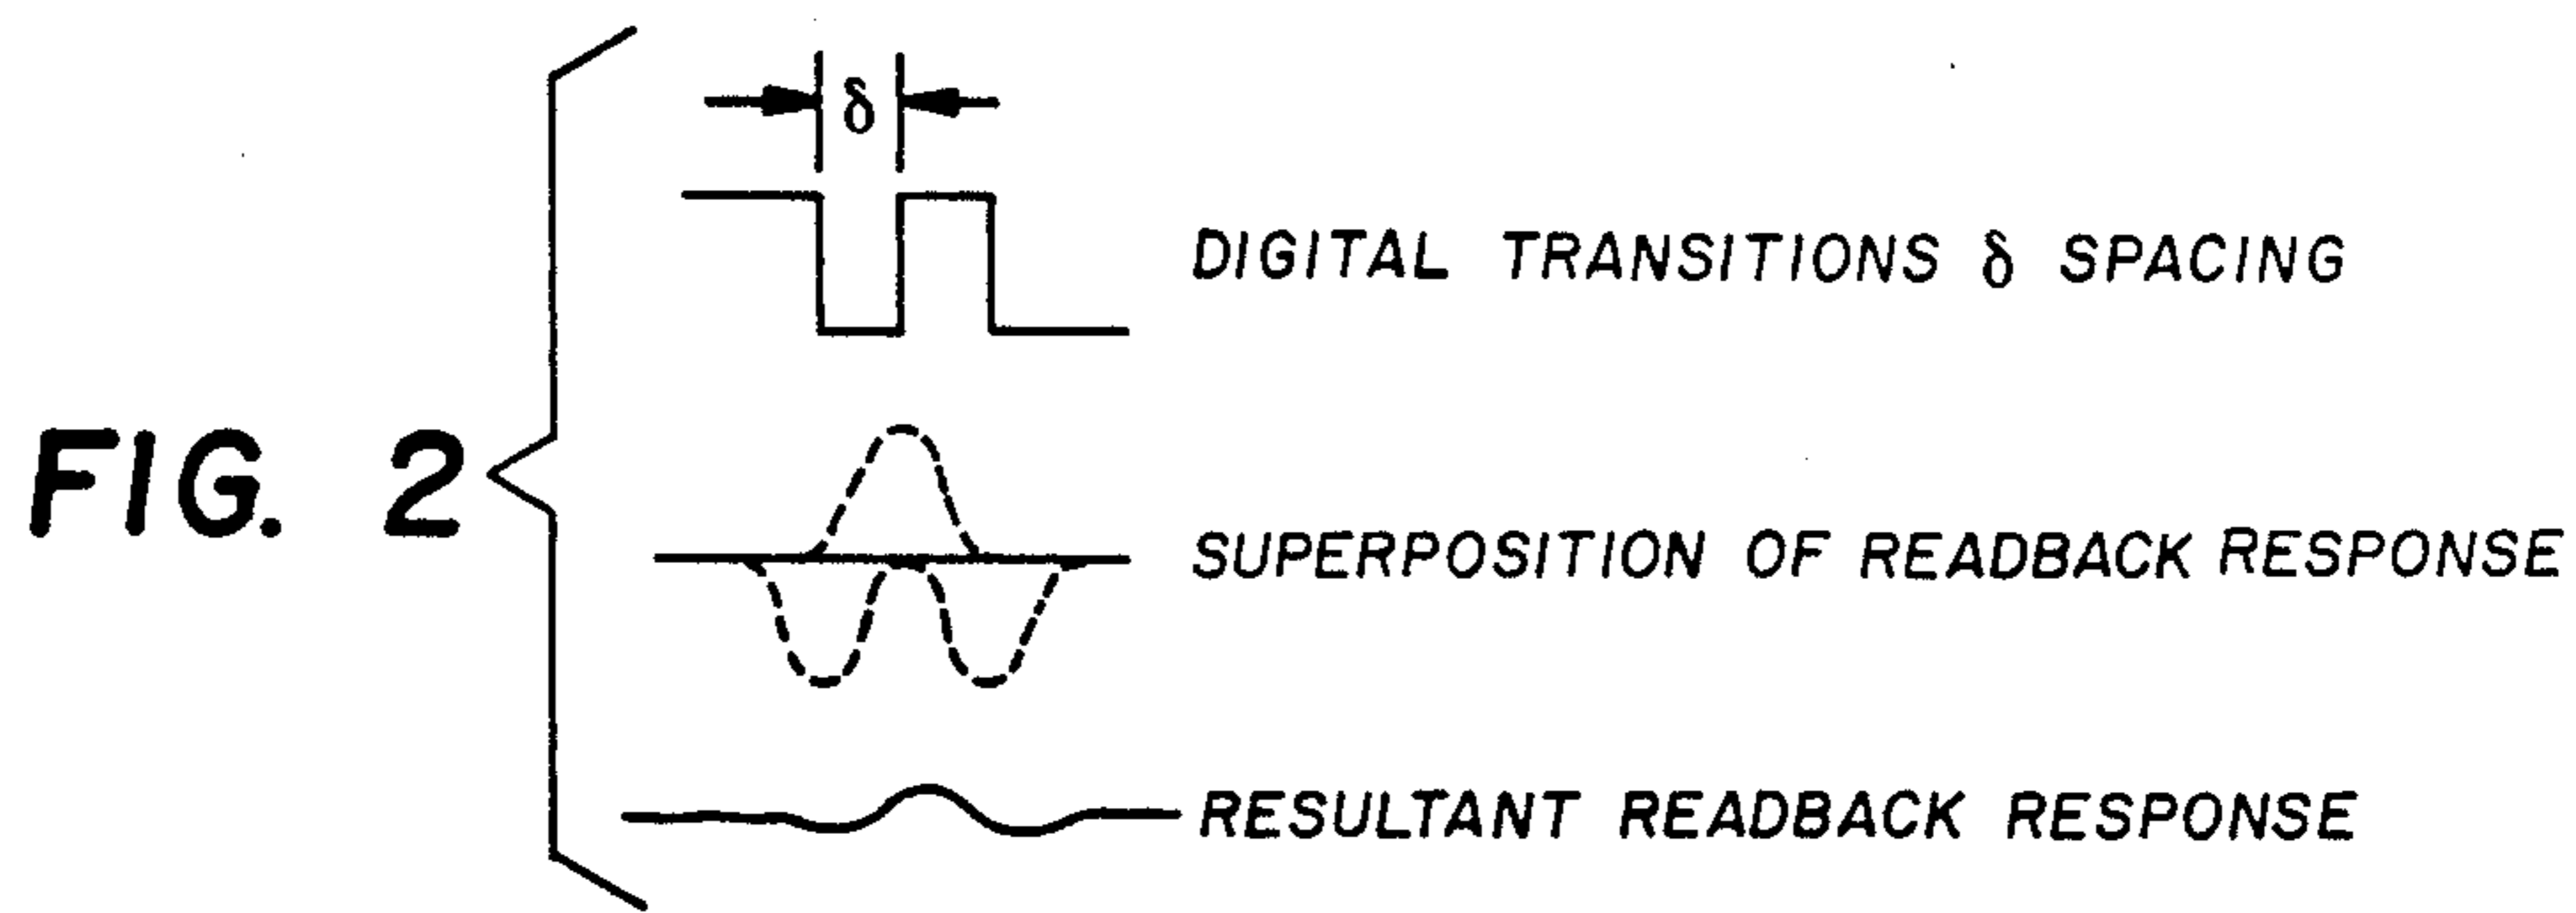 δ
DIGITAL TRANSITIONS δ SPACING
FIG. 2
SUPERPOSITION OF READBACK RESPONSE
RESULTANT READBACK RESPONSE